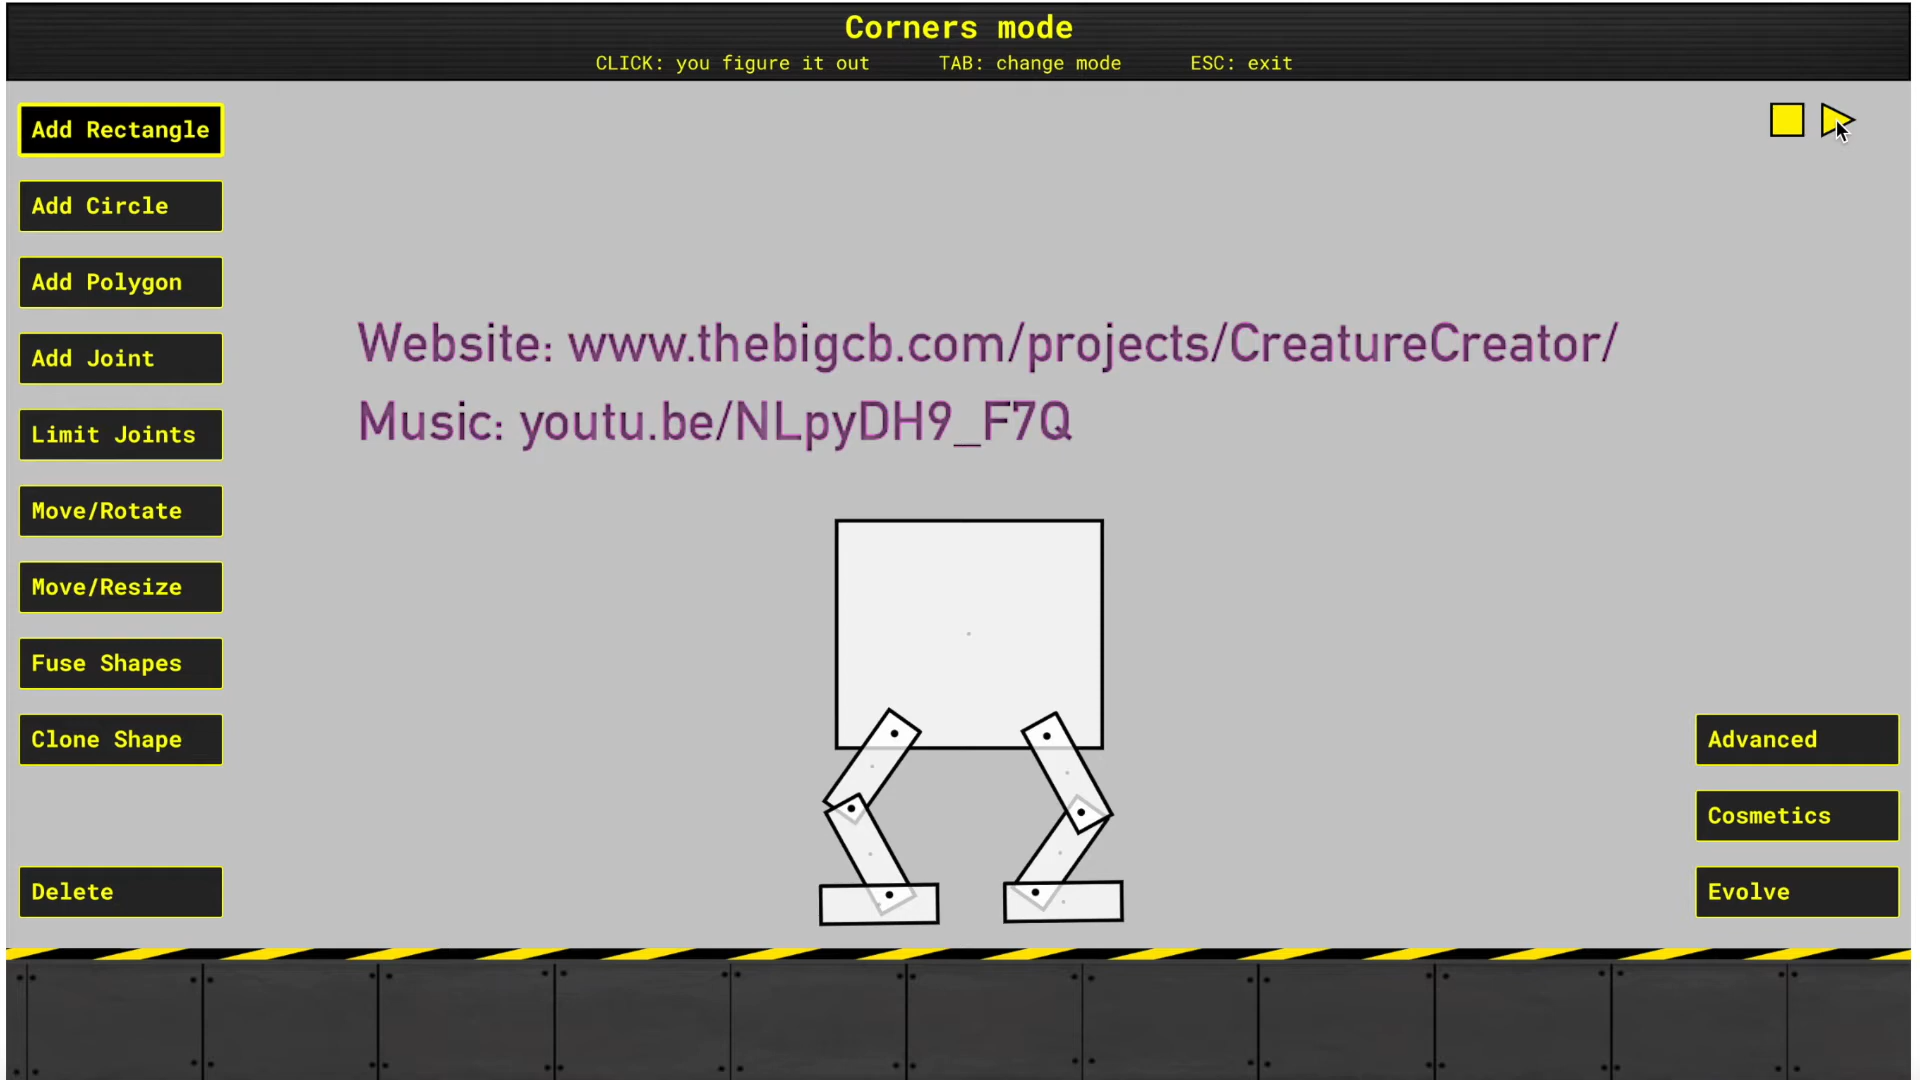 Corners mode
CLICK: you figure it out TAB: change mode ESC: exit
Add Rectangle
Add Circle
Add Polygon
Add Joint
Limit Joints
Move/Rotate
Move/Resize
Fuse Shapes
Clone Shape
Delete
Website: www.thebigcb.com/projects/CreatureCreator/
Music: youtu.be/NLpyDH9_F7Q
Advanced
Cosmetics
Evolve